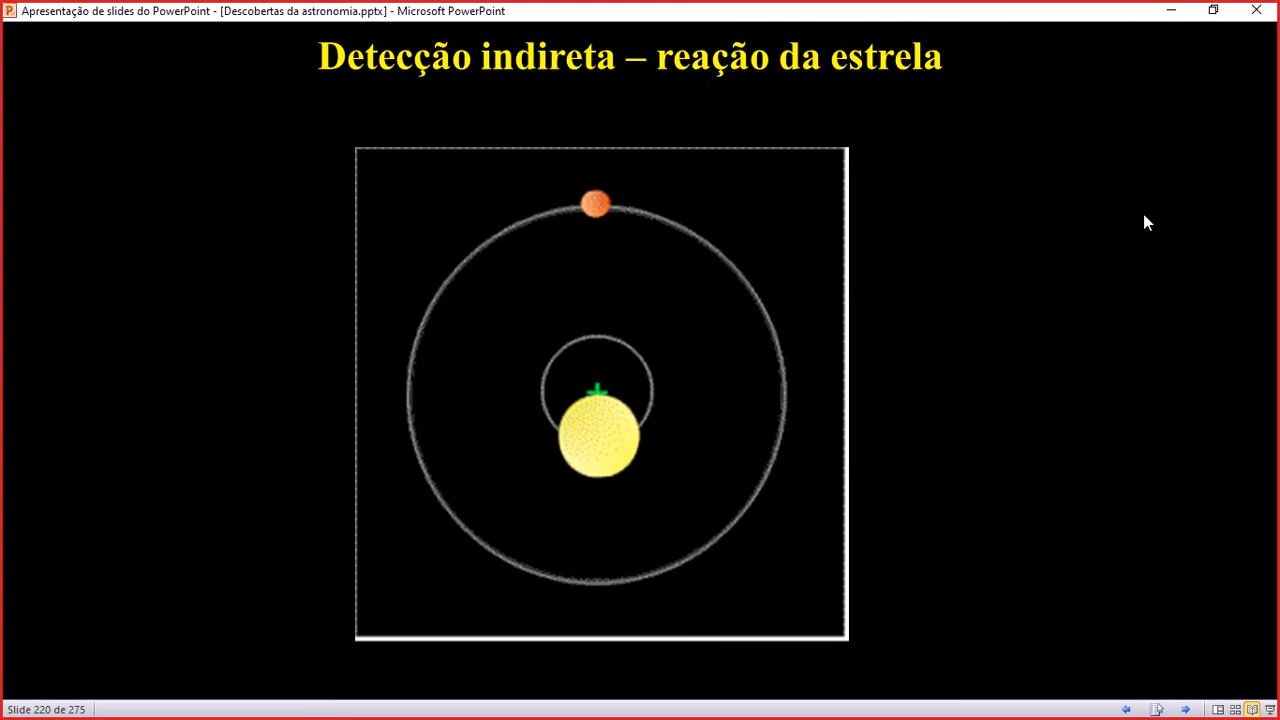 Apresentação de slides do PowerPoint - [Descobertas da astronomia.pptx] - Microsoft PowerPoint
Detecção indireta – reação da estrela
Slide 220 de 275